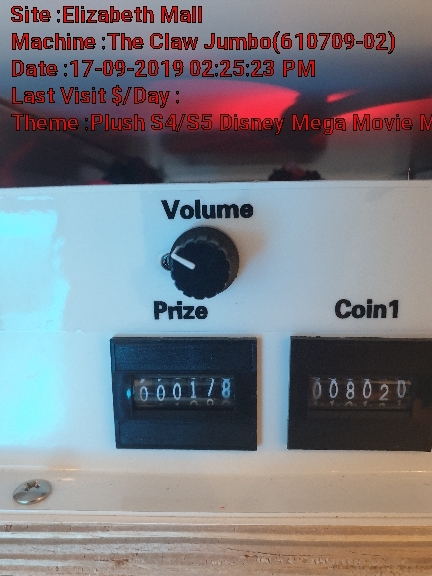 Site :Elizabeth Mall
Machine :The Claw Jumbo(610709-02)
Date :17-09-2019 02:25:23 PM
Last Visit $/Day :
Theme :Plush S4/S5 Disney Mega Movie M
Volume
Prize Coin1
000178 008020